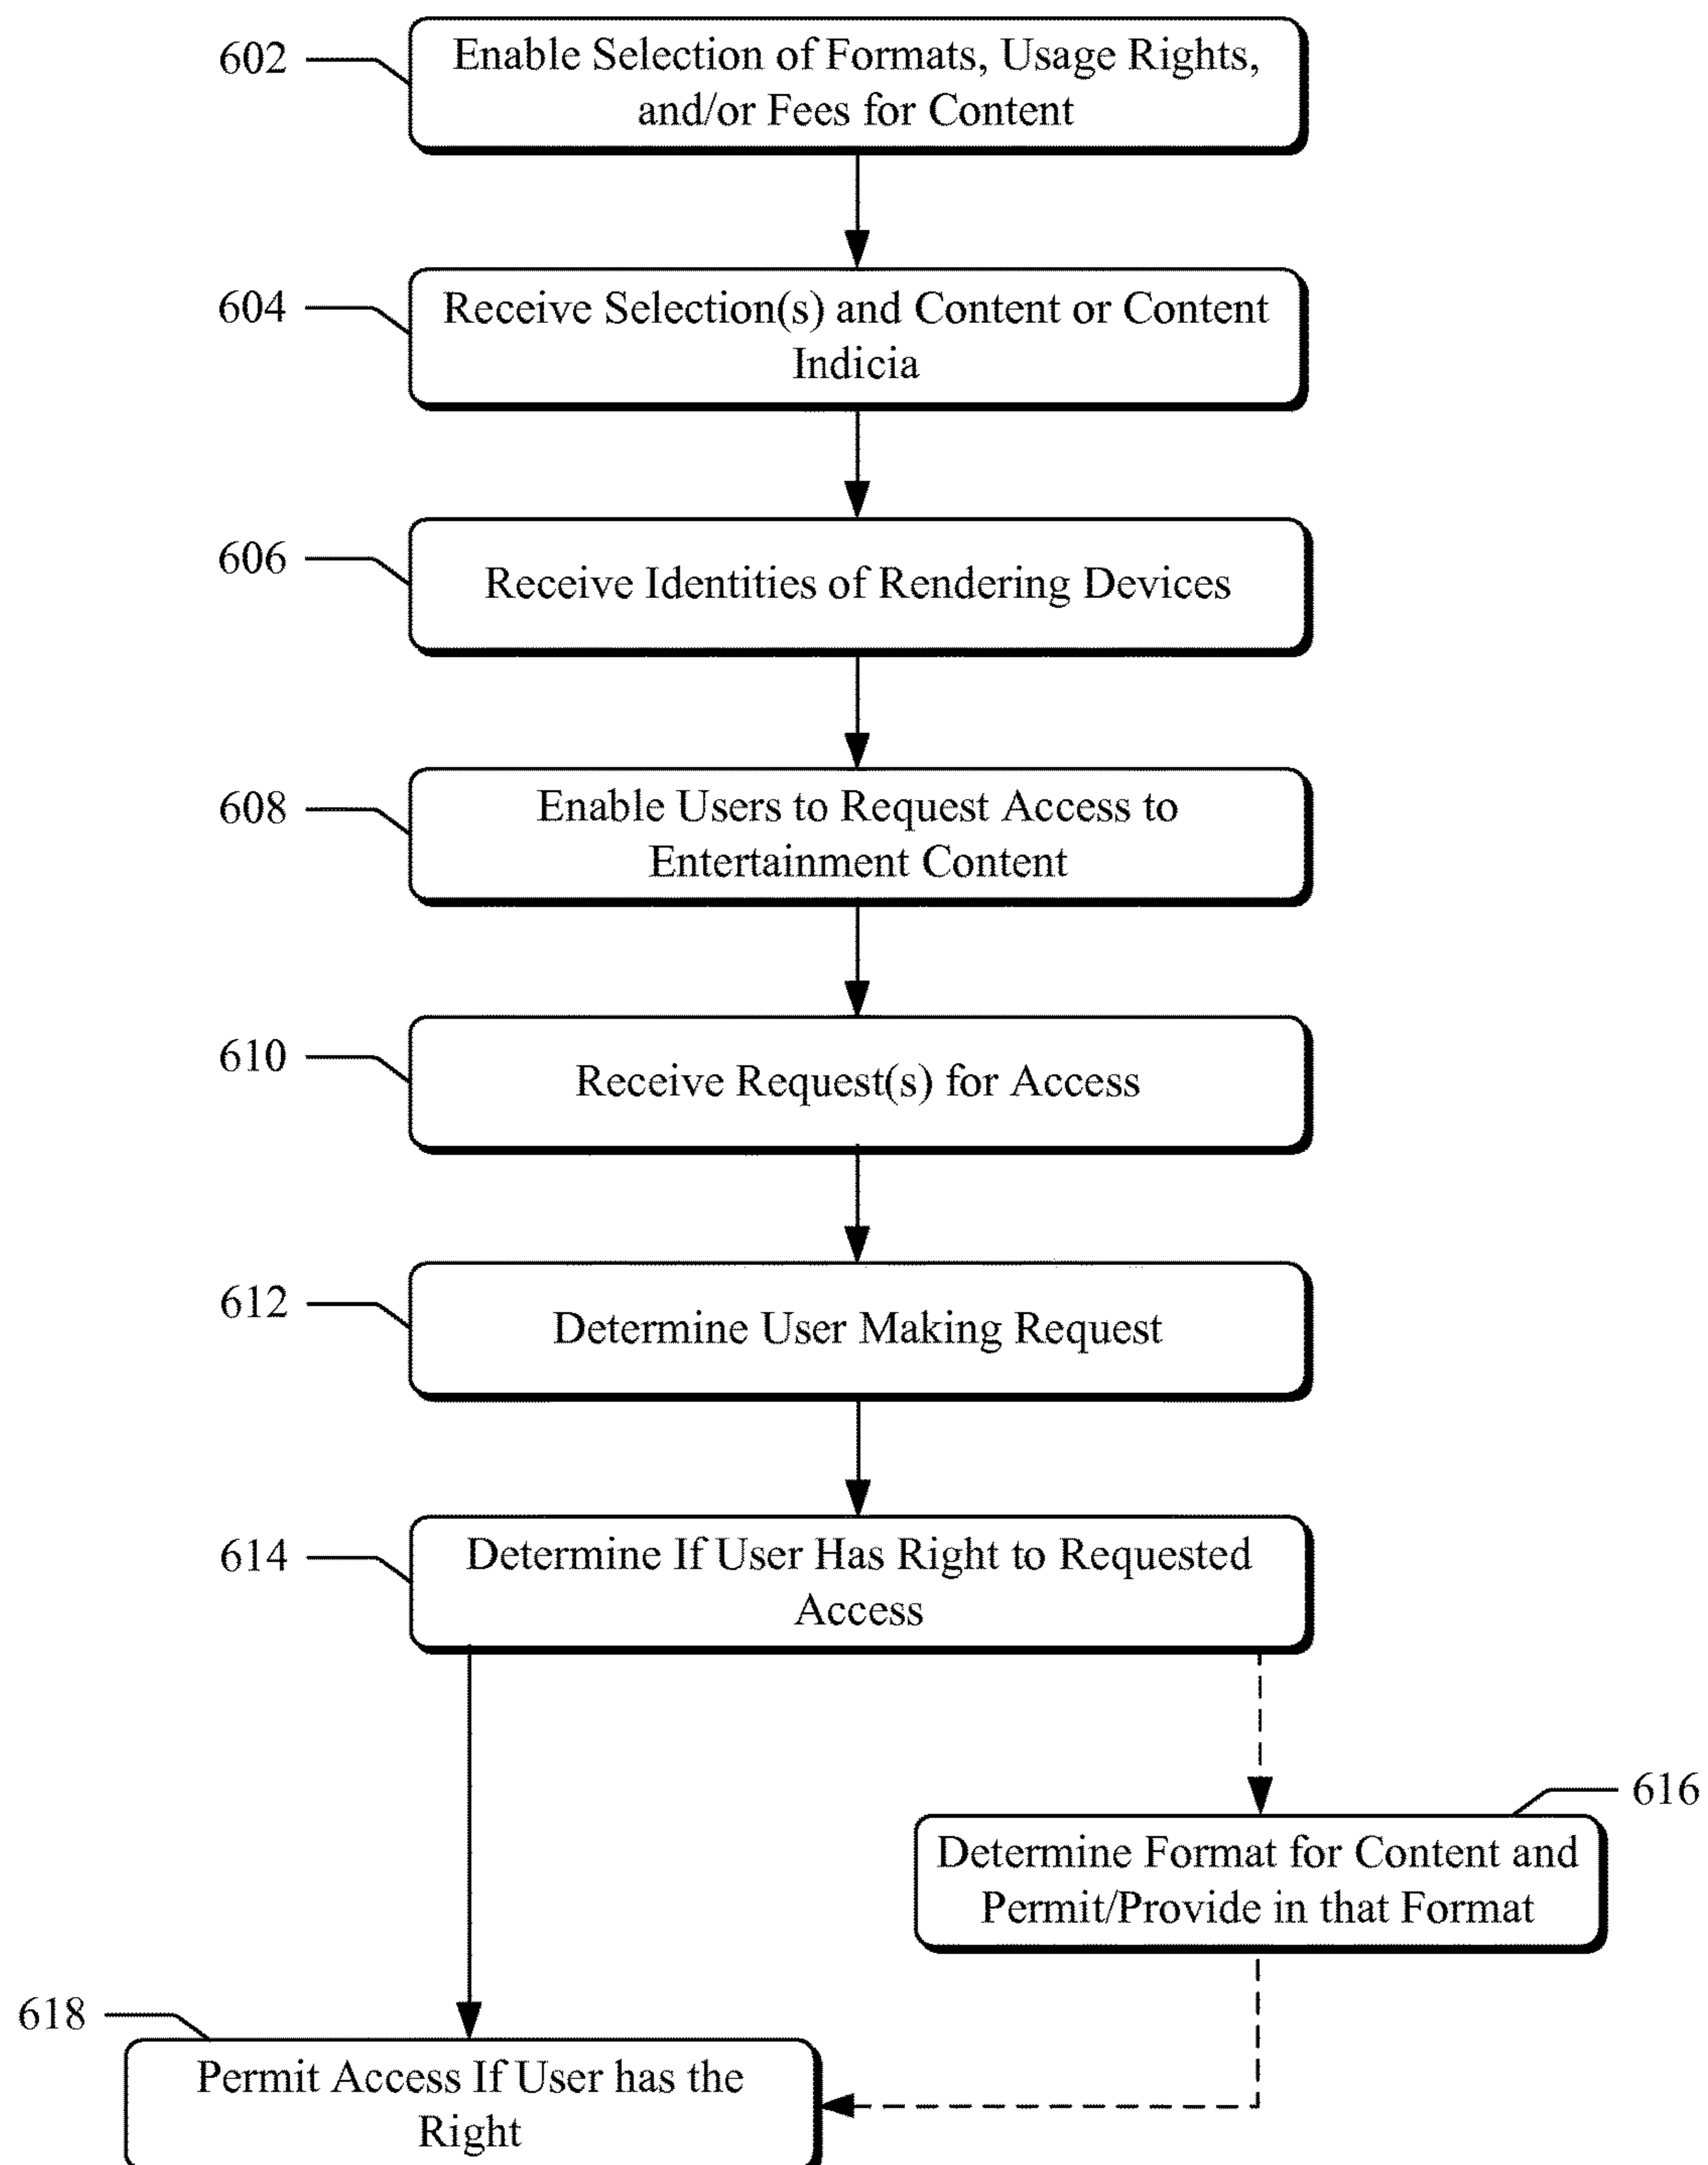 602
Enable Selection of Formats, Usage Rights,
and/or Fees for Content
604
Receive Selection(s) and Content or Content
Indicia
606
Receive Identities of Rendering Devices
608
Enable Users to Request Access to
Entertainment Content
610
Receive Request(s) for Access
612
Determine User Making Request
614
Determine If User Has Right to Requested
Access
616
Determine Format for Content and
Permit/Provide in that Format
618
Permit Access If User has the
Right